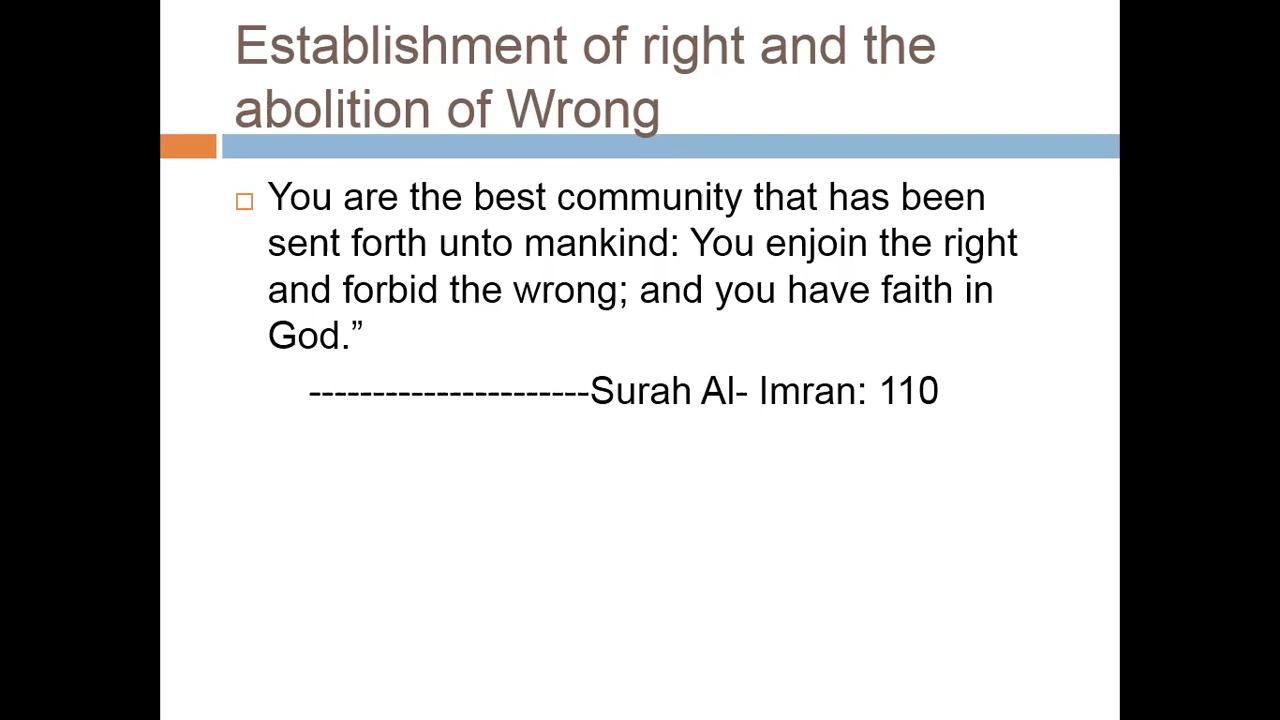 Establishment of right and the
abolition of Wrong
You are the best community that has been
sent forth unto mankind: You enjoin the right
and forbid the wrong; and you have faith in
God.”
----------------------Surah Al- Imran: 110